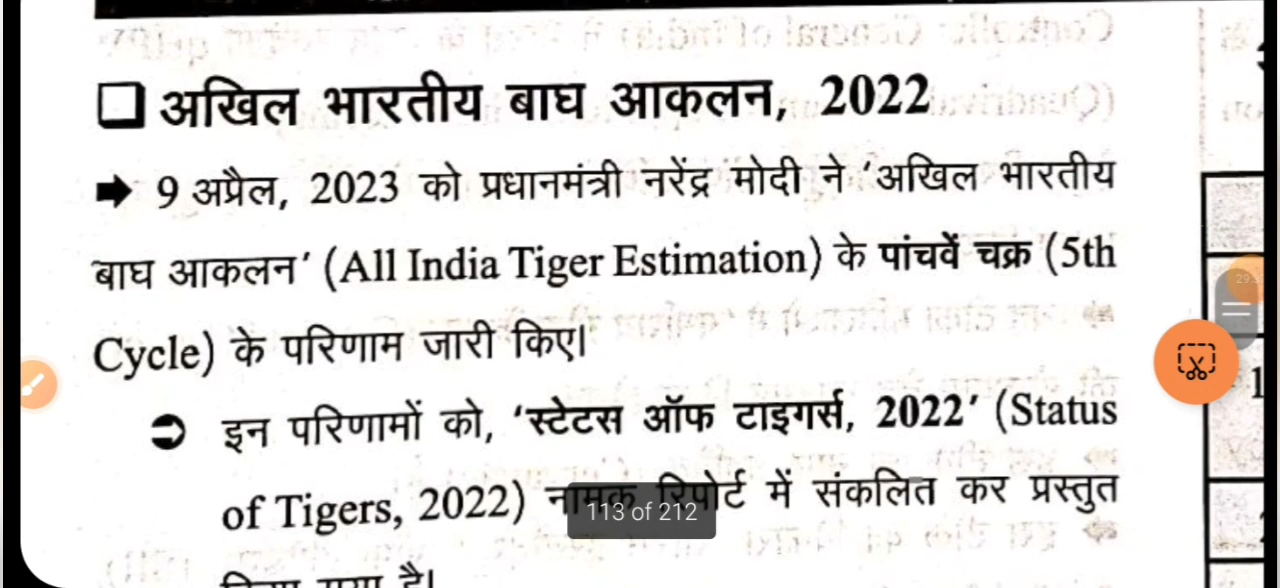 ❑ अखिल भारतीय बाघ आकलन, 2022
➡ 9 अप्रैल, 2023 को प्रधानमंत्री नरेंद्र मोदी ने ‘अखिल भारतीय
बाघ आकलन’ (All India Tiger Estimation) के पांचवें चक्र (5th
Cycle) के परिणाम जारी किए।
➲ इन परिणामों को, ‘स्टेटस ऑफ टाइगर्स, 2022’ (Status
of Tigers, 2022) नामक रिपोर्ट में संकलित कर प्रस्तुत
113 of 212